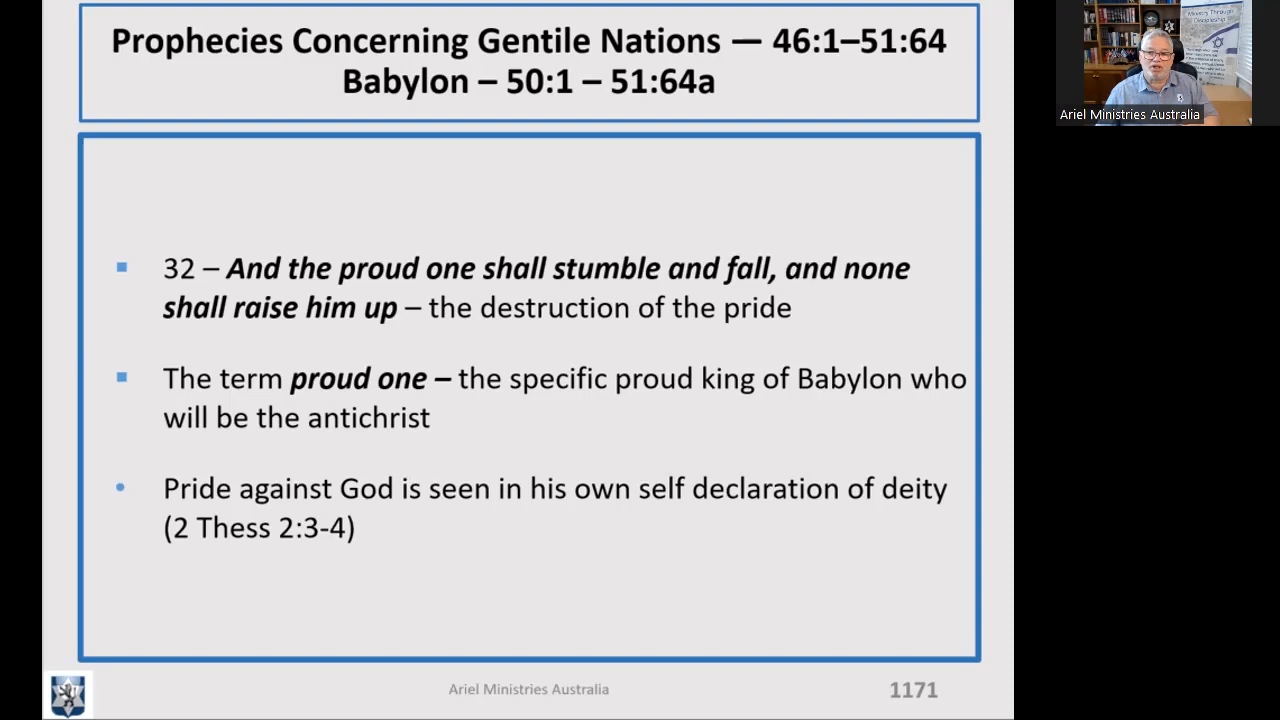 Prophecies Concerning Gentile Nations — 46:1–51:64
Babylon – 50:1 – 51:64a
Ministry Through
Discipleship
Ariel Ministries Australia
▪ 32 – And the proud one shall stumble and fall, and none
shall raise him up – the destruction of the pride
▪ The term proud one – the specific proud king of Babylon who
will be the antichrist
• Pride against God is seen in his own self declaration of deity
(2 Thess 2:3-4)
Ariel Ministries Australia
1171